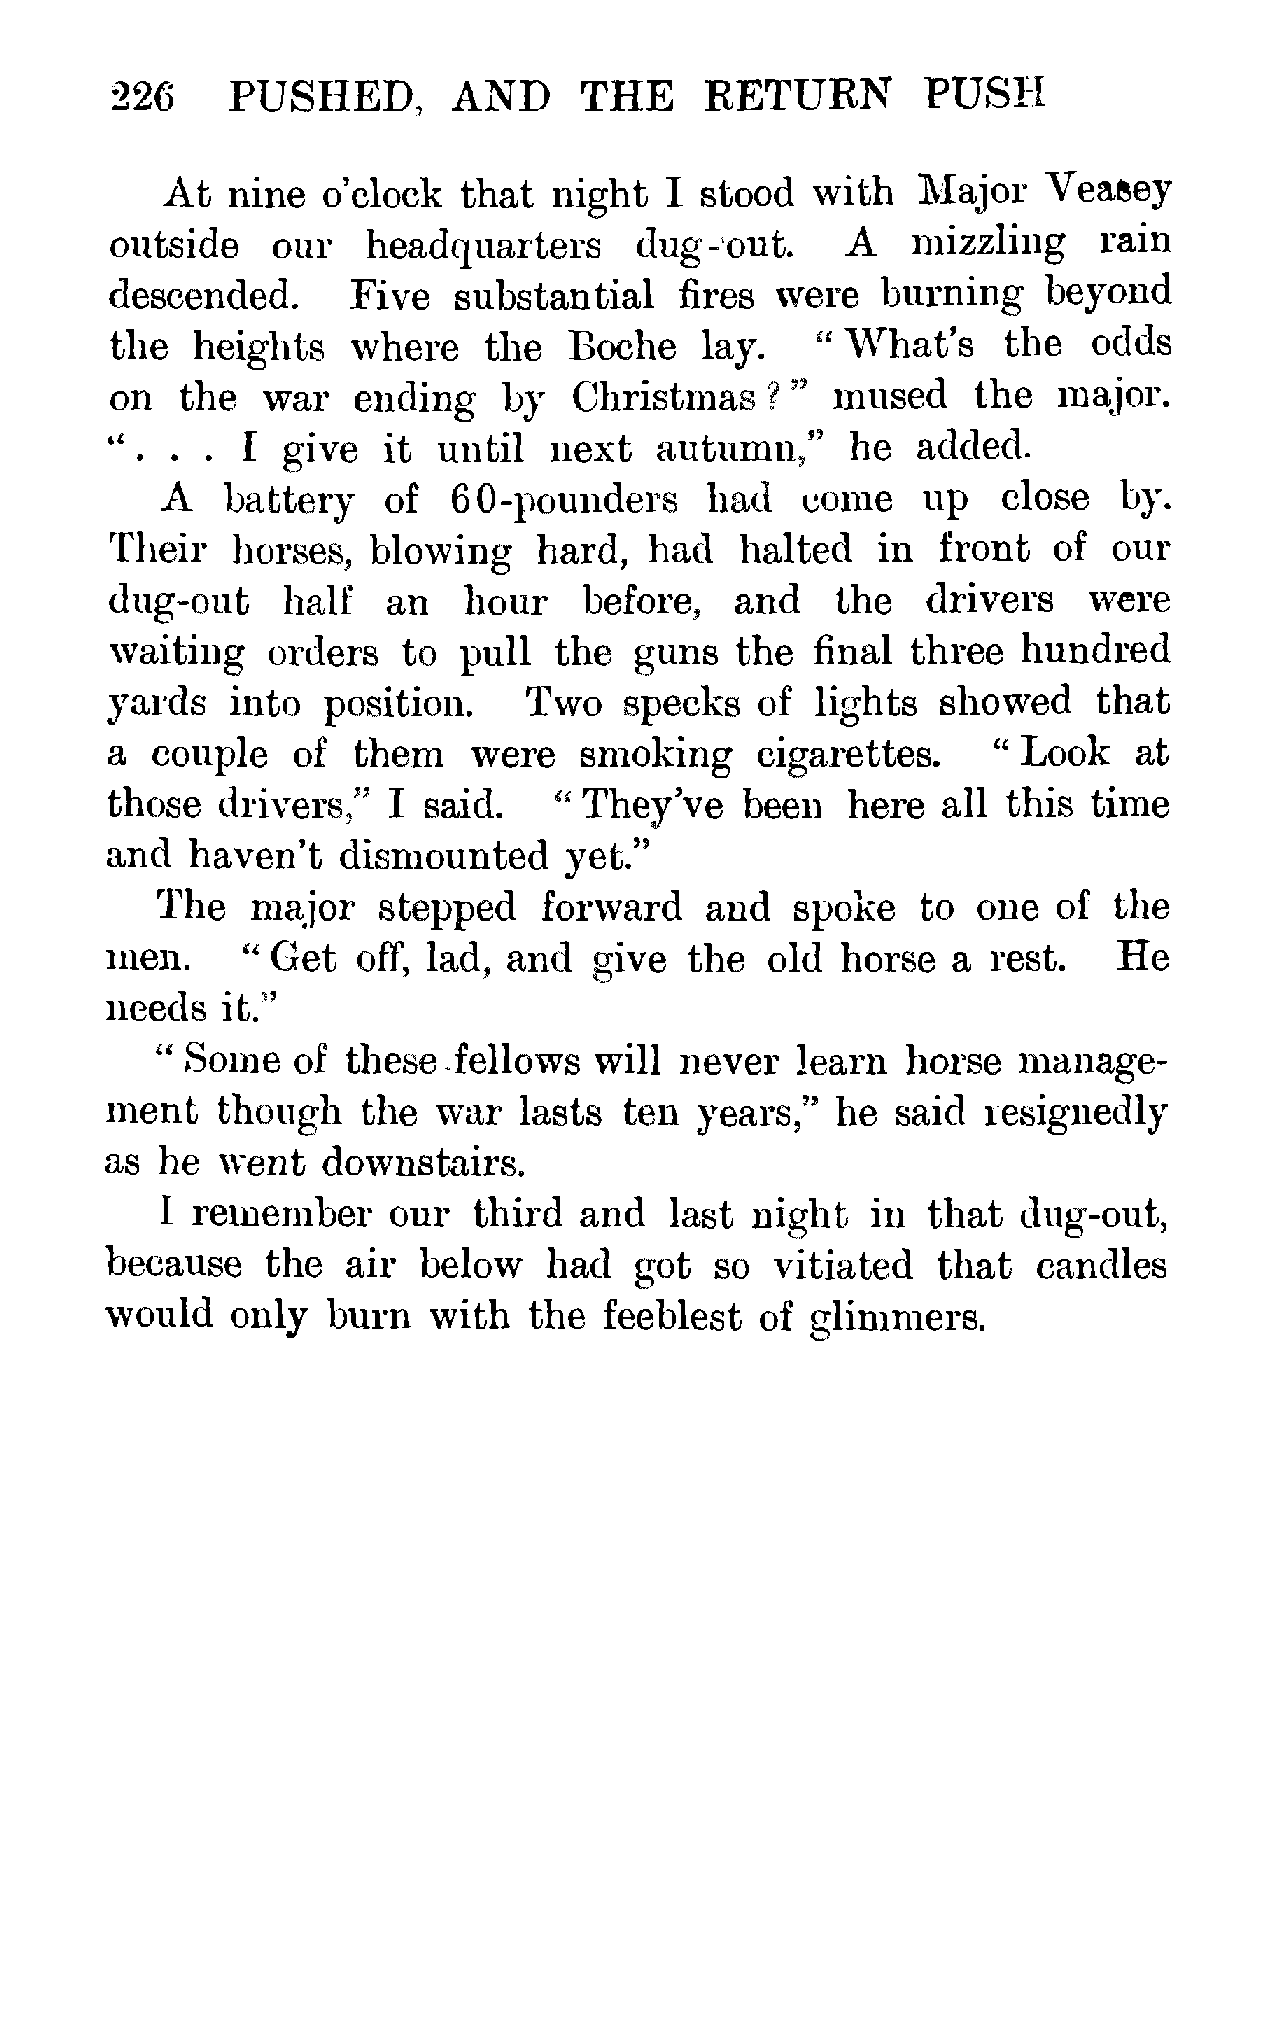 226 PUSHED, AND THE RETURN PUSH
At nine o'clock that night I stood with Major Veasey
outside our headquarters dug-out. A mizzling rain
descended. Five substantial fires were burning beyond
the heights where the Boche lay. “What's the odds
on the war ending by Christmas?” mused the major.
“. . . I give it until next autumn,” he added.
A battery of 60-pounders had come up close by.
Their horses, blowing hard, had halted in front of our
dug-out half an hour before, and the drivers were
waiting orders to pull the guns the final three hundred
yards into position. Two specks of lights showed that
a couple of them were smoking cigarettes. “Look at
those drivers,” I said. “They've been here all this time
and haven't dismounted yet.”
The major stepped forward and spoke to one of the
men. “Get off, lad, and give the old horse a rest. He
needs it.”
“Some of these fellows will never learn horse manage-
ment though the war lasts ten years,” he said resignedly
as he went downstairs.
I remember our third and last night in that dug-out,
because the air below had got so vitiated that candles
would only burn with the feeblest of glimmers.